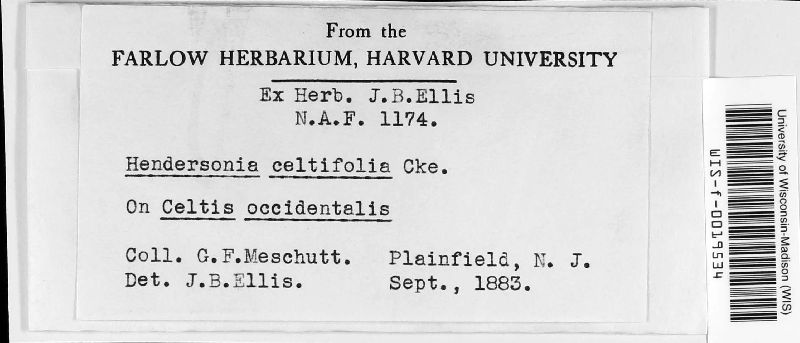 From the
FARLOW HERBARIUM, HARVARD UNIVERSITY
Ex Herb. J.B.Ellis
N.A.F. 1174.
Hendersonia celtifolia Cke.
On Celtis occidentalis
Coll. G.F.Meschutt. Plainfield, N. J.
Det. J.B.Ellis. Sept., 1883.
University of Wisconsin-Madison (WIS)
WIS-f-0019534